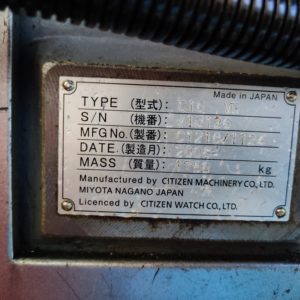 Made in JAPAN
TYPE (型式)
S/N (機番)
MFG No. (製番)
DATE. (製造月)
MASS (質量) kg
Manufactured by CITIZEN MACHINERY CO., LTD.
MIYOTA NAGANO JAPAN
Licenced by CITIZEN WATCH CO., LTD.